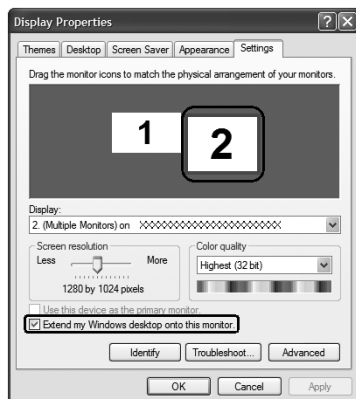 Display Properties
Themes Desktop Screen Saver Appearance Settings
Drag the monitor icons to match the physical arrangement of your monitors.
1 2
Display:
2. (Multiple Monitors) on XXXXXXXXXXXXXXXXXXXXXXX
Screen resolution Color quality
Less More Highest (32 bit)
1280 by 1024 pixels
Use this device as the primary monitor.
Extend my Windows desktop onto this monitor.
Identify Troubleshoot... Advanced
OK Cancel Apply